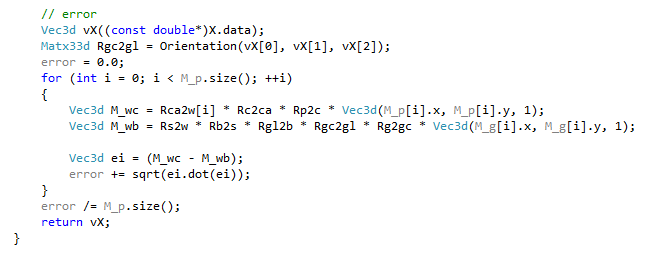 // error
Vec3d vX((const double*)X.data);
Matx33d Rgc2gl = Orientation(vX[0], vX[1], vX[2]);
error = 0.0;
for (int i = 0; i < M_p.size(); ++i)
{
Vec3d M_wc = Rca2w[i] * Rc2ca * Rp2c * Vec3d(M_p[i].x, M_p[i].y, 1);
Vec3d M_wb = Rs2w * Rb2s * Rgl2b * Rgc2gl * Rg2gc * Vec3d(M_g[i].x, M_g[i].y, 1);
Vec3d ei = (M_wc - M_wb);
error += sqrt(ei.dot(ei));
}
error /= M_p.size();
return vX;
}